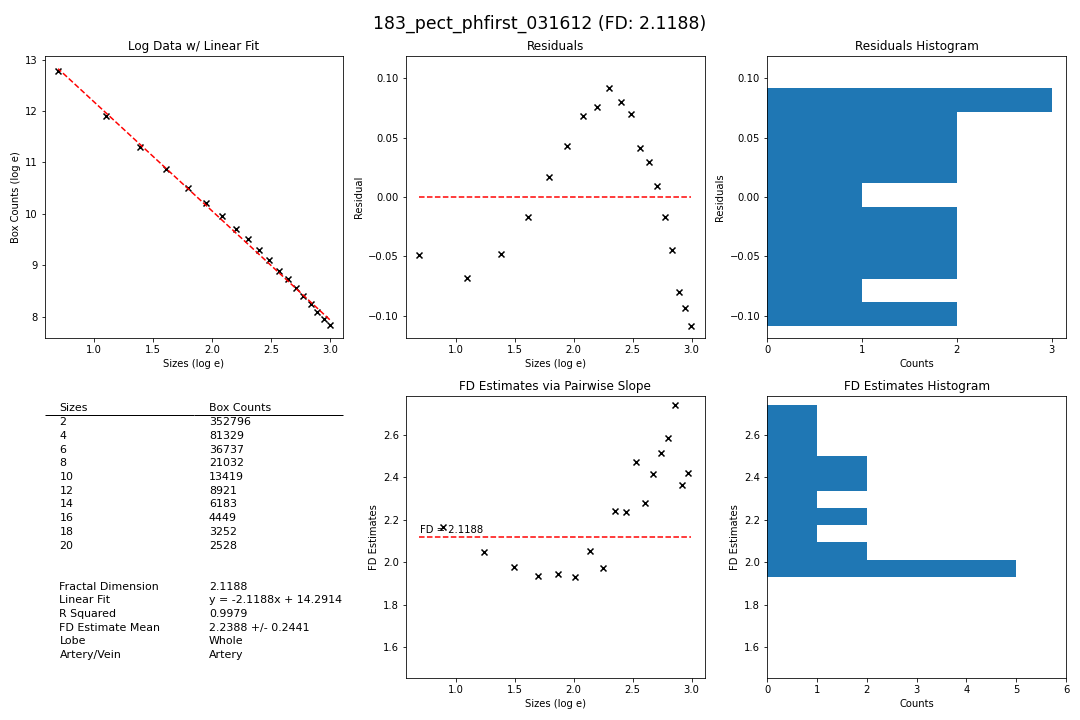 183_pect_phfirst_031612 (FD: 2.1188)
Log Data w/ Linear Fit
Box Counts (log e)
13
12
11
10
9
8
1.0 1.5 2.0 2.5 3.0
Sizes (log e)
Residuals
Residual
0.10
0.05
0.00
−0.05
−0.10
1.0 1.5 2.0 2.5 3.0
Sizes (log e)
Residuals Histogram
Residuals
0.10
0.05
0.00
−0.05
−0.10
0 1 2 3
Counts
Sizes Box Counts
2 352796
4 81329
6 36737
8 21032
10 13419
12 8921
14 6183
16 4449
18 3252
20 2528
Fractal Dimension 2.1188
Linear Fit y = -2.1188x + 14.2914
R Squared 0.9979
FD Estimate Mean 2.2388 +/- 0.2441
Lobe Whole
Artery/Vein Artery
FD Estimates via Pairwise Slope
FD Estimates
2.6
2.4
2.2
2.0
1.8
1.6
FD = 2.1188
1.0 1.5 2.0 2.5 3.0
Sizes (log e)
FD Estimates Histogram
FD Estimates
2.6
2.4
2.2
2.0
1.8
1.6
0 1 2 3 4 5 6
Counts